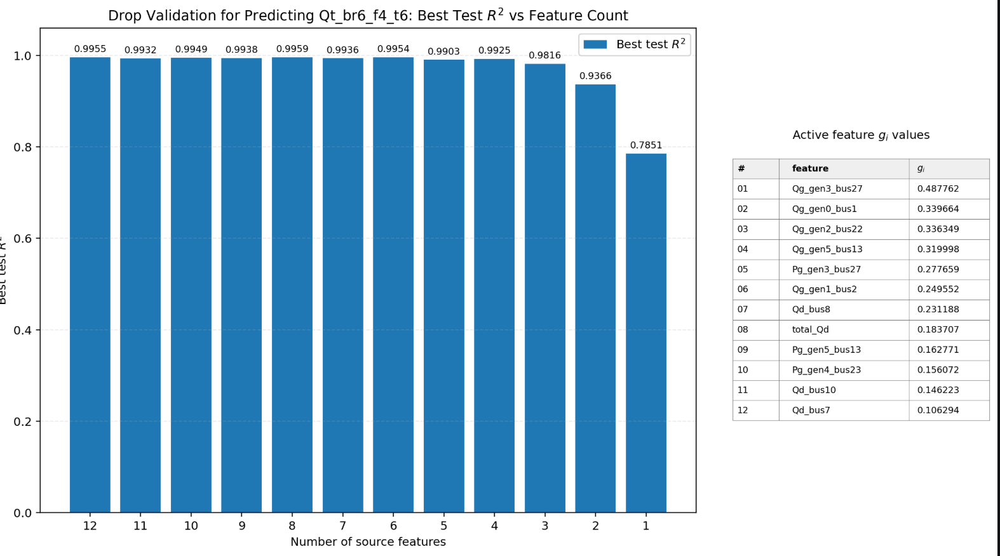 Drop Validation for Predicting Qt_br6_f4_t6: Best Test R² vs Feature Count
Best test R²
0.9955 0.9932 0.9949 0.9938 0.9959 0.9936 0.9954 0.9903 0.9925 0.9816 0.9366 0.7851
1.0
0.8
0.6
0.4
0.2
0.0
Best test R²
12 11 10 9 8 7 6 5 4 3 2 1
Number of source features
Active feature gᵢ values
# feature gᵢ
01 Qg_gen3_bus27 0.487762
02 Qg_gen0_bus1 0.339664
03 Qg_gen2_bus22 0.336349
04 Qg_gen5_bus13 0.319998
05 Pg_gen3_bus27 0.277659
06 Qg_gen1_bus2 0.249552
07 Qd_bus8 0.231188
08 total_Qd 0.183707
09 Pg_gen5_bus13 0.162771
10 Pg_gen4_bus23 0.156072
11 Qd_bus10 0.146223
12 Qd_bus7 0.106294